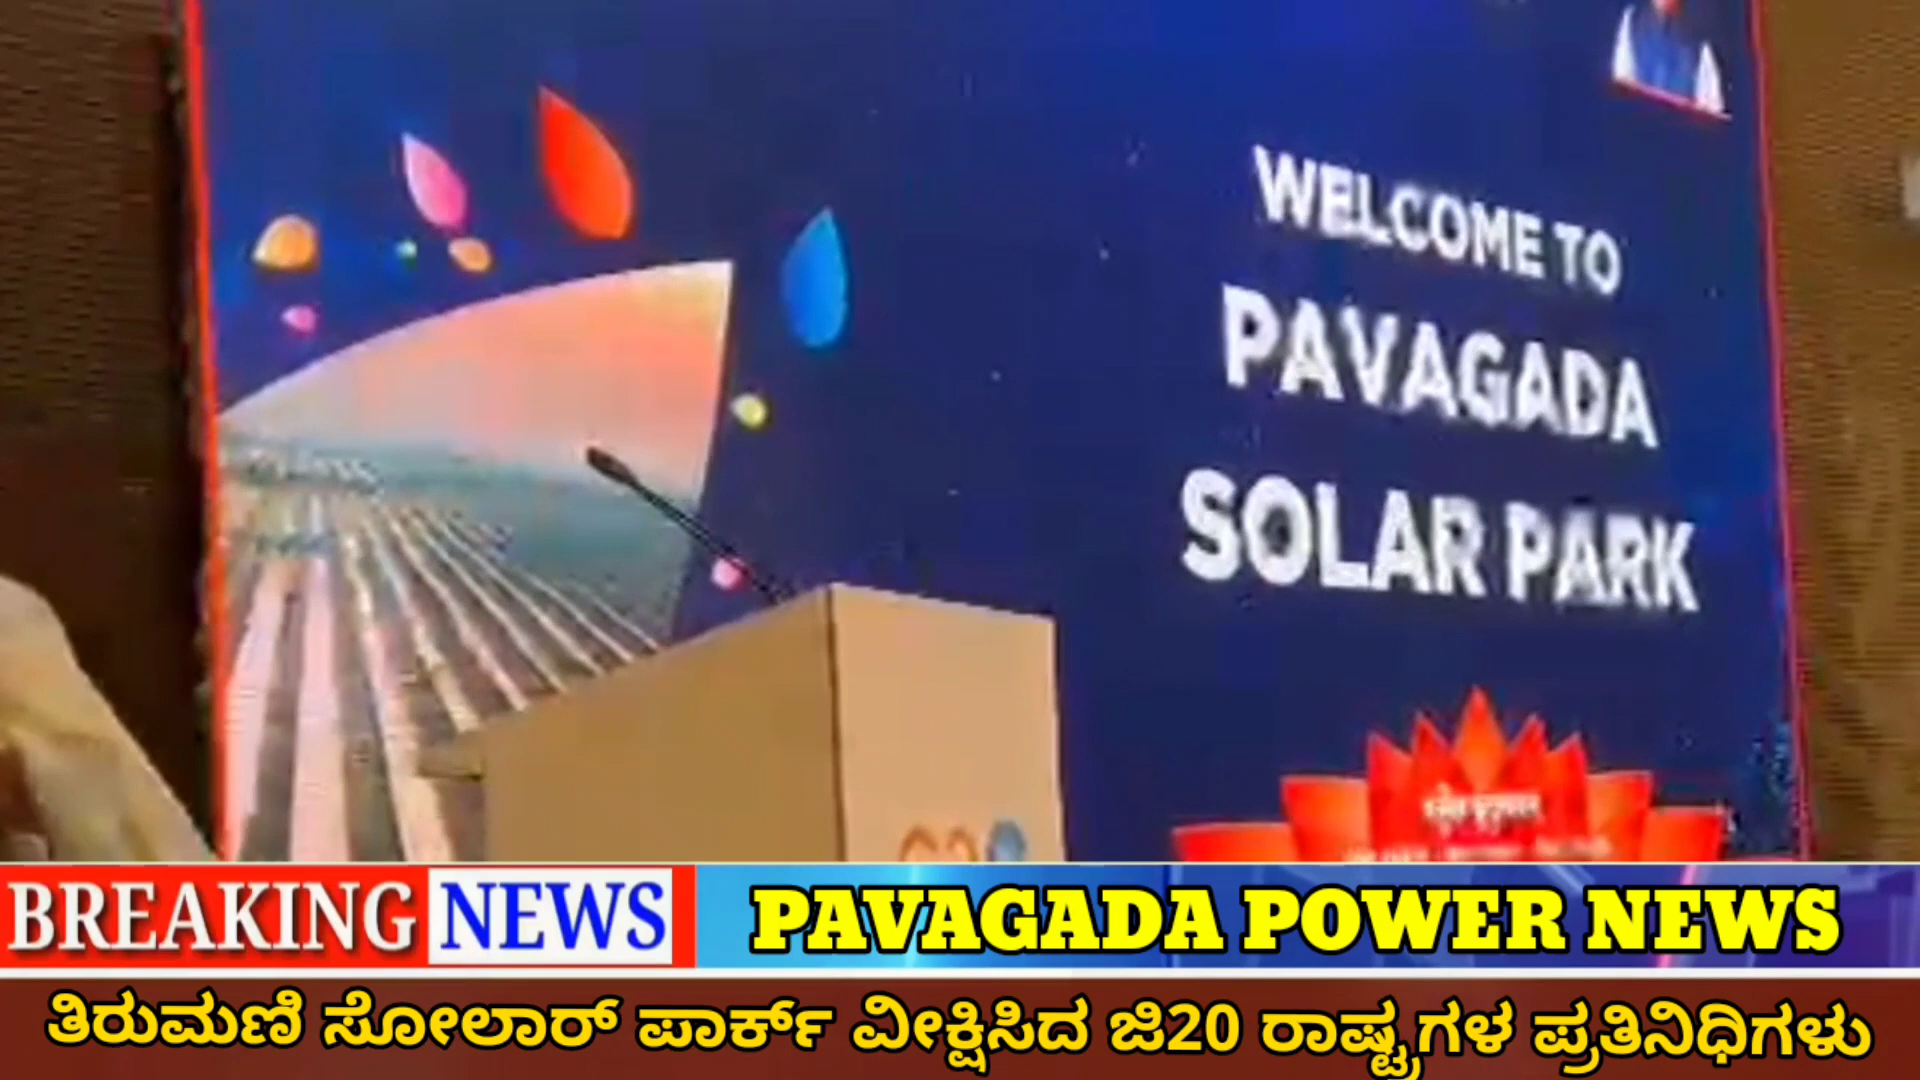 WELCOME TO
PAVAGADA
SOLAR PARK
BREAKING NEWS
PAVAGADA POWER NEWS
ತಿರುಮಣಿ ಸೋಲಾರ್ ಪಾರ್ಕ್ ವೀಕ್ಷಿಸಿದ ಜಿ20 ರಾಷ್ಟ್ರಗಳ ಪ್ರತಿನಿಧಿಗಳು